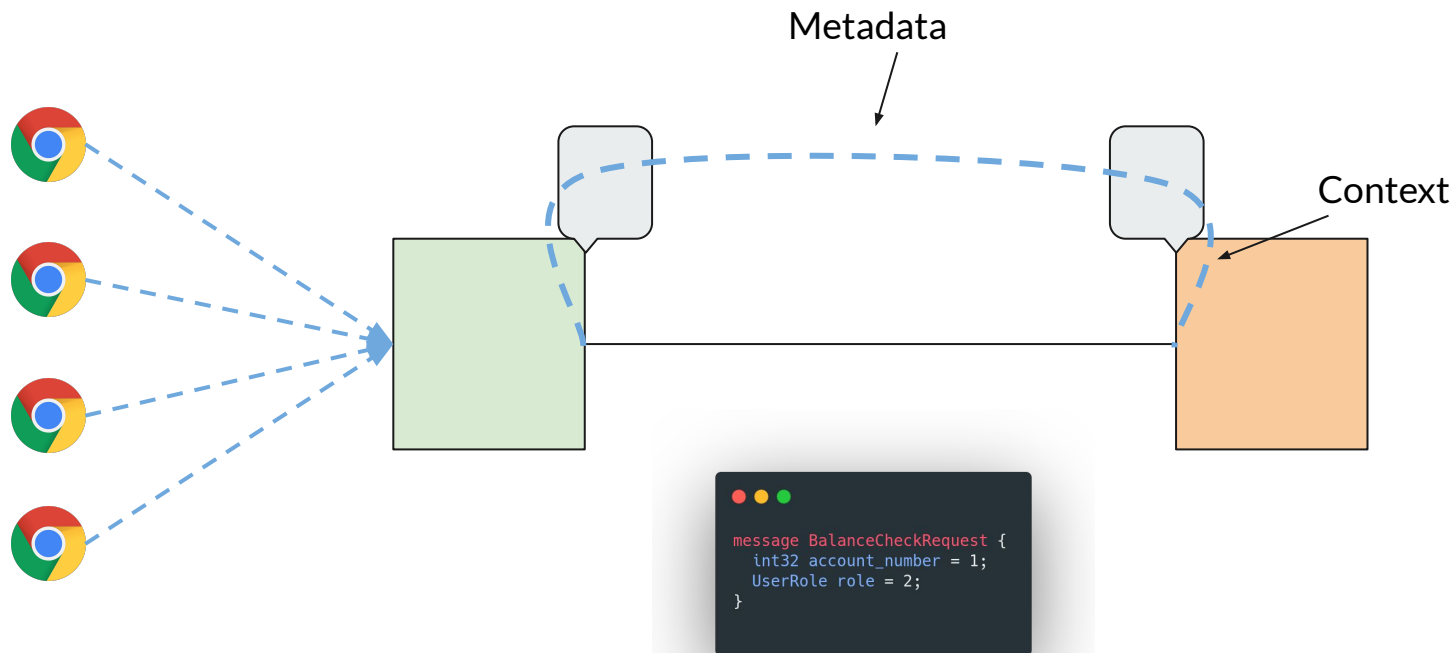 Metadata
Context
message BalanceCheckRequest {
  int32 account_number = 1;
  UserRole role = 2;
}